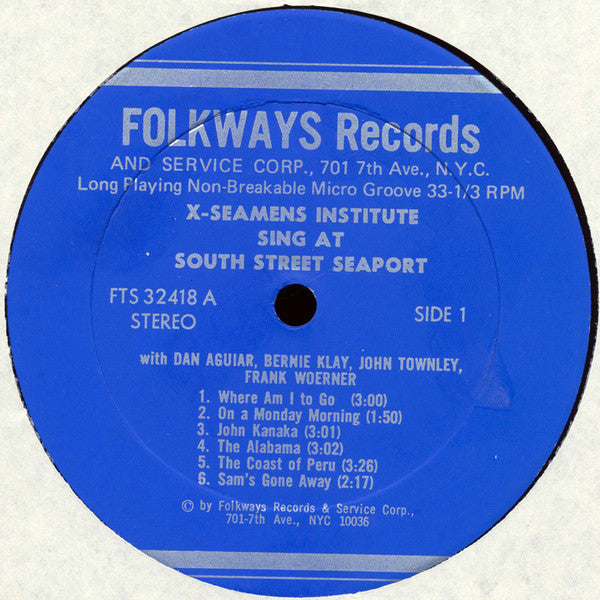 FOLKWAYS Records
AND SERVICE CORP., 701 7th Ave., N.Y.C.
Long Playing Non-Breakable Micro Groove 33-1/3 RPM
X-SEAMENS INSTITUTE
SING AT
SOUTH STREET SEAPORT
FTS 32418 A
STEREO
SIDE 1
with DAN AGUIAR, BERNIE KLAY, JOHN TOWNLEY,
FRANK WOERNER
1. Where Am I to Go (3:00)
2. On a Monday Morning (1:50)
3. John Kanaka (3:01)
4. The Alabama (3:02)
5. The Coast of Peru (3:26)
6. Sam's Gone Away (2:17)
© by Folkways Records & Service Corp.,
701-7th Ave., NYC 10036